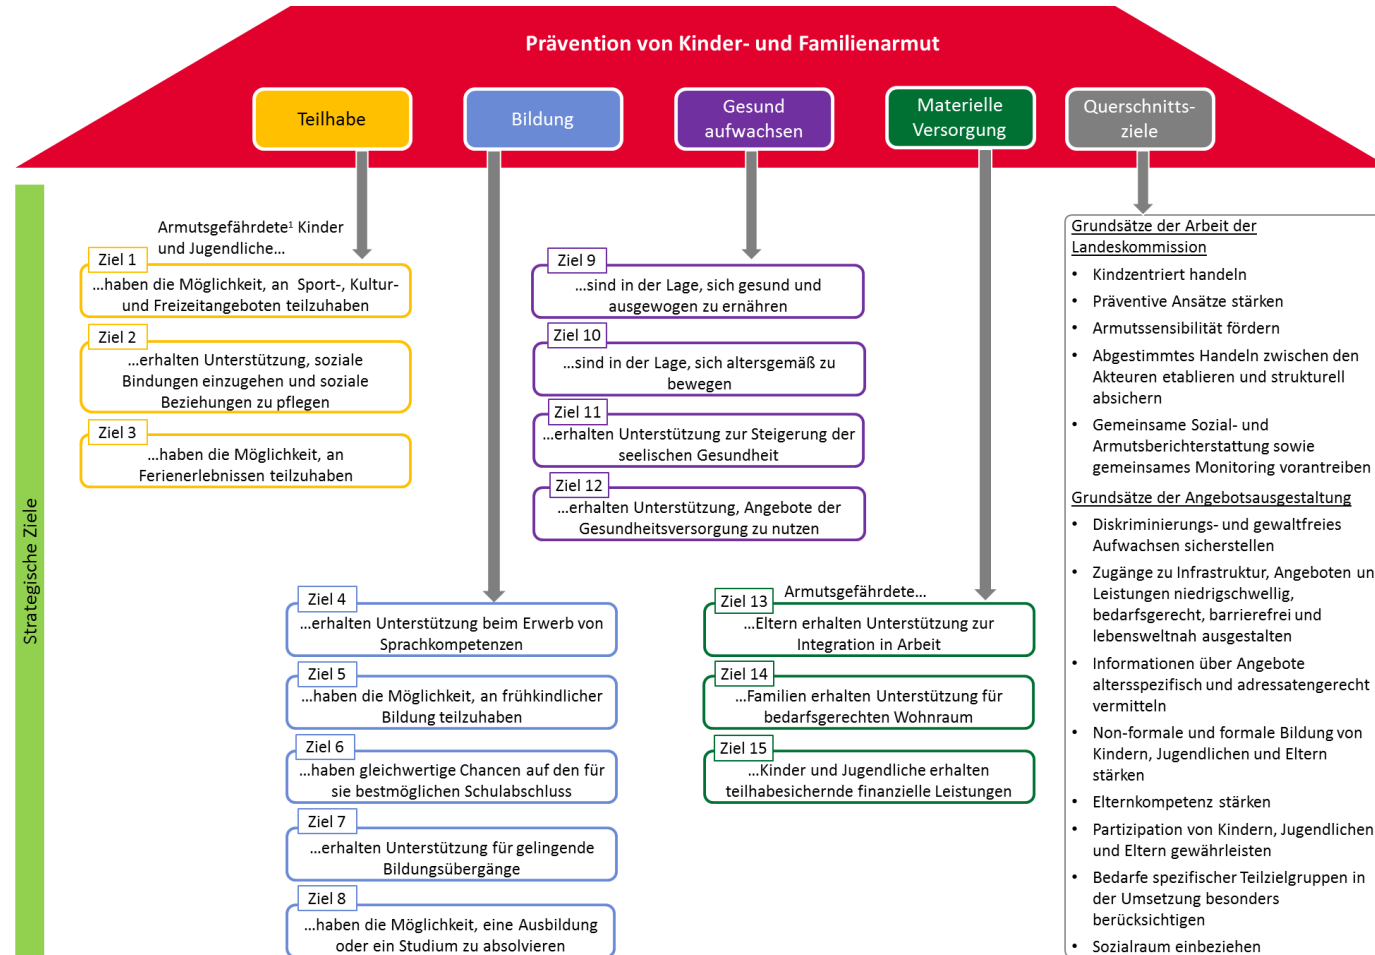 Prävention von Kinder- und Familienarmut
Teilhabe
Bildung
Gesund
aufwachsen
Materielle
Versorgung
Querschnitts-
ziele
Strategische Ziele
Armutsgefährdete¹ Kinder
und Jugendliche...
Ziel 1
...haben die Möglichkeit, an Sport-, Kultur-
und Freizeitangeboten teilzuhaben
Ziel 2
...erhalten Unterstützung, soziale
Bindungen einzugehen und soziale
Beziehungen zu pflegen
Ziel 3
...haben die Möglichkeit, an
Ferienerlebnissen teilzuhaben
Ziel 4
...erhalten Unterstützung beim Erwerb von
Sprachkompetenzen
Ziel 5
...haben die Möglichkeit, an frühkindlicher
Bildung teilzuhaben
Ziel 6
...haben gleichwertige Chancen auf den für
sie bestmöglichen Schulabschluss
Ziel 7
...erhalten Unterstützung für gelingende
Bildungsübergänge
Ziel 8
...haben die Möglichkeit, eine Ausbildung
oder ein Studium zu absolvieren
Ziel 9
...sind in der Lage, sich gesund und
ausgewogen zu ernähren
Ziel 10
...sind in der Lage, sich altersgemäß zu
bewegen
Ziel 11
...erhalten Unterstützung zur Steigerung der
seelischen Gesundheit
Ziel 12
...erhalten Unterstützung, Angebote der
Gesundheitsversorgung zu nutzen
Armutsgefährdete...
Ziel 13
...Eltern erhalten Unterstützung zur
Integration in Arbeit
Ziel 14
...Familien erhalten Unterstützung für
bedarfsgerechten Wohnraum
Ziel 15
...Kinder und Jugendliche erhalten
teilhabesichernde finanzielle Leistungen
Grundsätze der Arbeit der
Landeskommission
• Kindzentriert handeln
• Präventive Ansätze stärken
• Armutssensibilität fördern
• Abgestimmtes Handeln zwischen den
Akteuren etablieren und strukturell
absichern
• Gemeinsame Sozial- und
Armutsberichterstattung sowie
gemeinsames Monitoring vorantreiben
Grundsätze der Angebotsausgestaltung
• Diskriminierungs- und gewaltfreies
Aufwachsen sicherstellen
• Zugänge zu Infrastruktur, Angeboten un
Leistungen niedrigschwellig,
bedarfsgerecht, barrierefrei und
lebensweltnah ausgestalten
• Informationen über Angebote
altersspezifisch und adressatengerecht
vermitteln
• Non-formale und formale Bildung von
Kindern, Jugendlichen und Eltern
stärken
• Elternkompetenz stärken
• Partizipation von Kindern, Jugendlichen
und Eltern gewährleisten
• Bedarfe spezifischer Teilzielgruppen in
der Umsetzung besonders
berücksichtigen
• Sozialraum einbeziehen